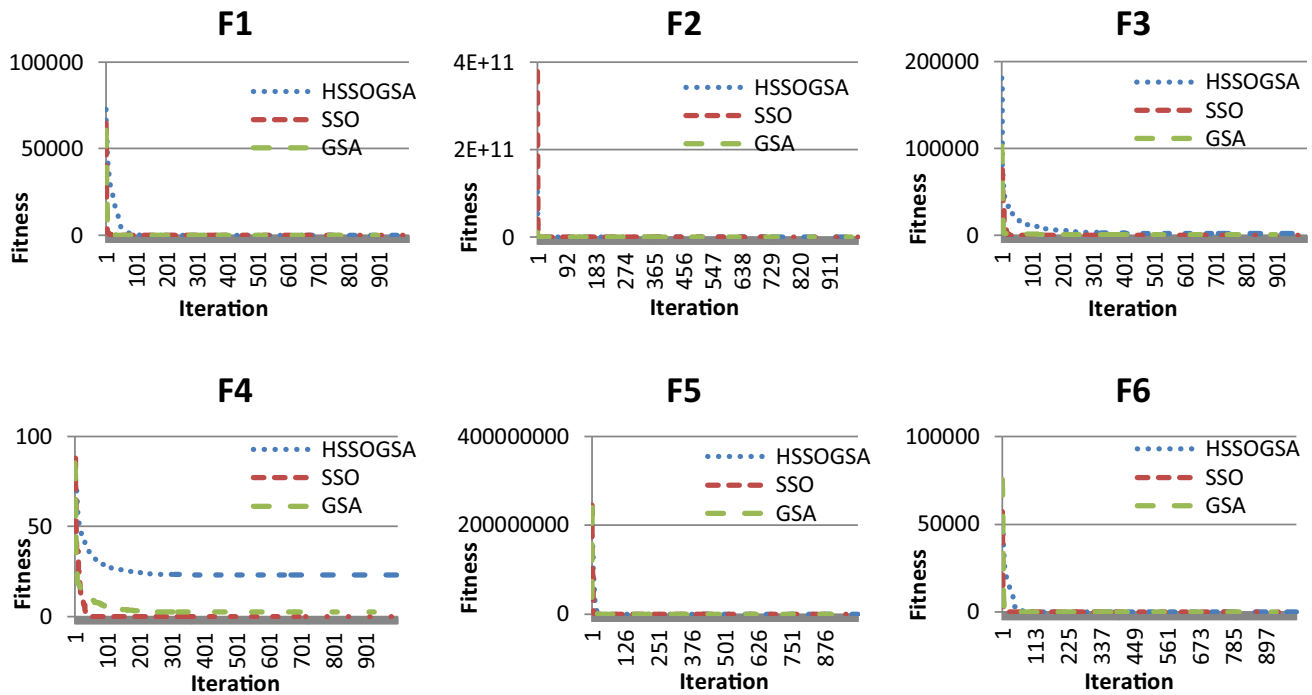 F1
100000
50000
0
Fitness
HSSOGSA
SSO
GSA
1
101
201
301
401
501
601
701
801
901
Iteration
F2
4E+11
2E+11
0
Fitness
HSSOGSA
SSO
GSA
1
92
183
274
365
456
547
638
729
820
911
Iteration
F3
200000
100000
0
Fitness
HSSOGSA
SSO
GSA
1
101
201
301
401
501
601
701
801
901
Iteration
F4
100
50
0
Fitness
HSSOGSA
SSO
GSA
1
101
201
301
401
501
601
701
801
901
Iteration
F5
400000000
200000000
0
Fitness
HSSOGSA
SSO
GSA
1
126
251
376
501
626
751
876
Iteration
F6
100000
50000
0
Fitness
HSSOGSA
SSO
GSA
1
113
225
337
449
561
673
785
897
Iteration